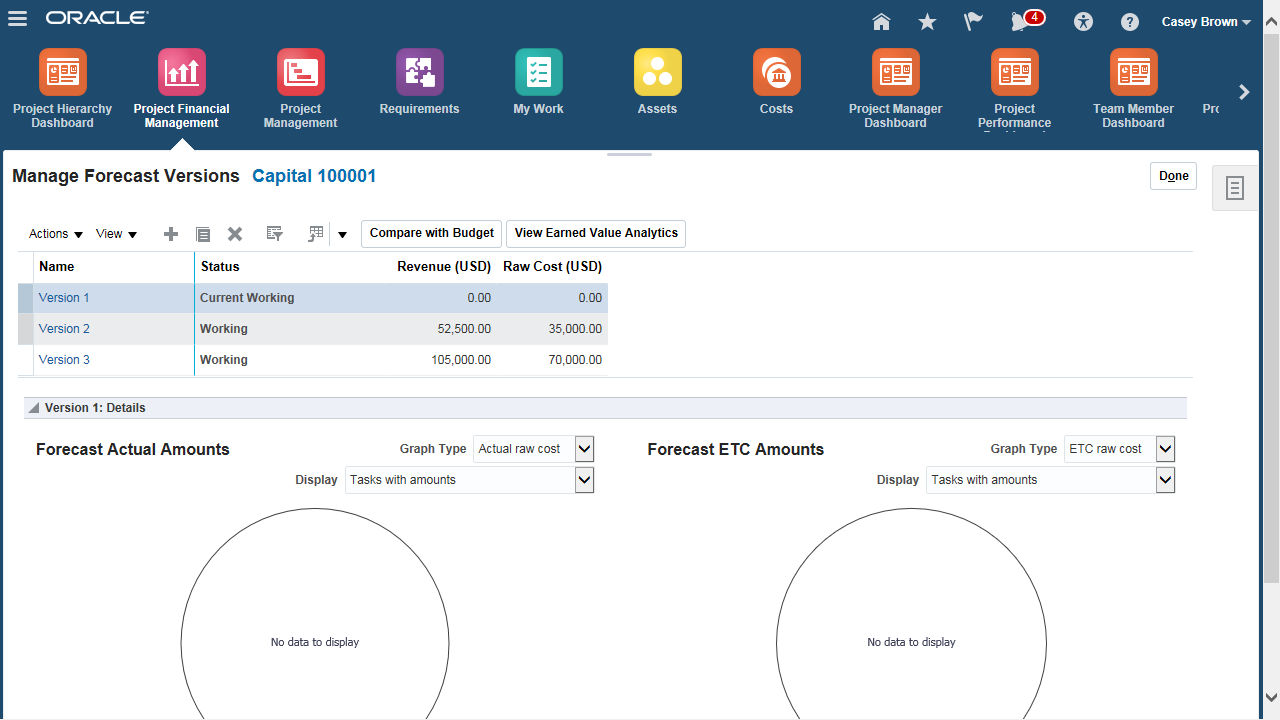 ORACLE
4
Casey Brown
Project Hierarchy Dashboard
Project Financial Management
Project Management
Requirements
My Work
Assets
Costs
Project Manager Dashboard
Project Performance
Team Member Dashboard
Manage Forecast Versions Capital 100001
Done
Actions View
Compare with Budget
View Earned Value Analytics
Name Status Revenue (USD) Raw Cost (USD)
Version 1 Current Working 0.00 0.00
Version 2 Working 52,500.00 35,000.00
Version 3 Working 105,000.00 70,000.00
Version 1: Details
Forecast Actual Amounts
Graph Type Actual raw cost
Display Tasks with amounts
No data to display
Forecast ETC Amounts
Graph Type ETC raw cost
Display Tasks with amounts
No data to display